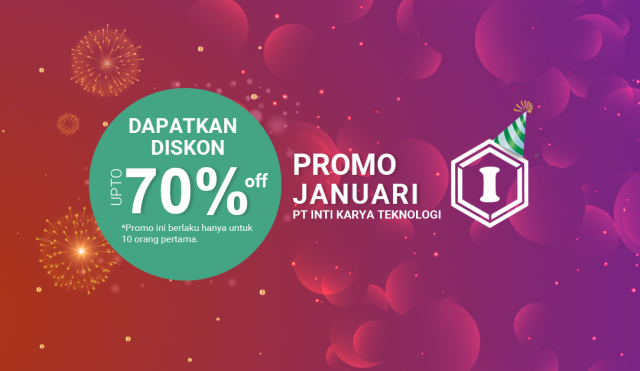 DAPATKAN
DISKON
UPTO
70%
off
*Promo ini berlaku hanya untuk
10 orang pertama.
PROMO
JANUARI
PT INTI KARYA TEKNOLOGI
I